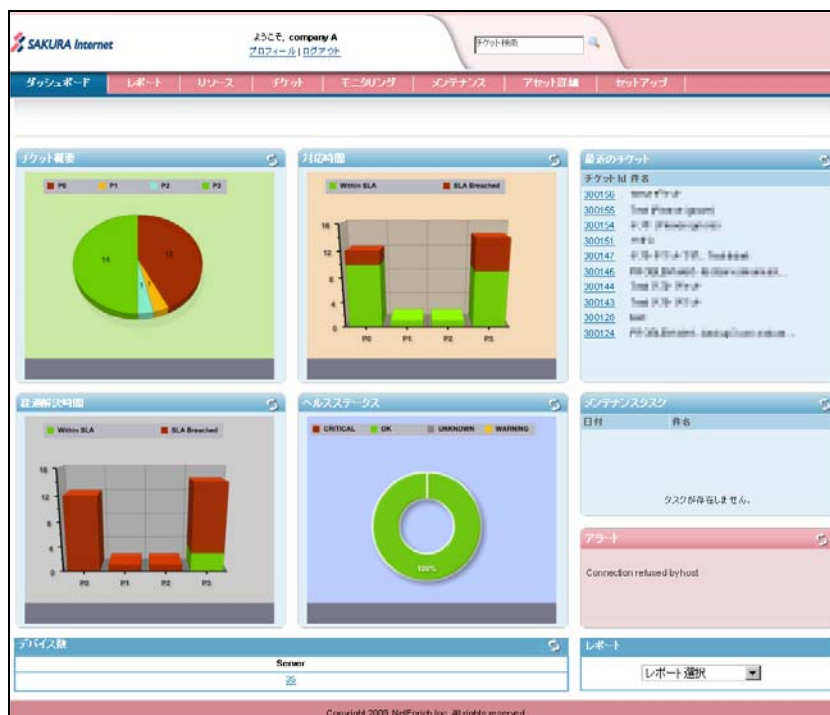 SAKURA Internet
ようこそ, company A
プロフィール | ログアウト
チケット検索
ダッシュボード レポート リソース チケット モニタリング メンテナンス アセット詳細 セットアップ
チケット概要
P0 P1 P2 P3
14 12 1 1
対応時間
Within SLA SLA Breached
16
12
8
4
0
P0 P1 P2 P3
最近のチケット
チケット Id 件名
300156
300155
300154
300151
300147
300146
300144
300143
300128
300124
経過解決時間
Within SLA SLA Breached
16
12
8
4
0
P0 P1 P2 P3
ヘルスステータス
CRITICAL OK UNKNOWN WARNING
100%
メンテナンスタスク
日付 件名
タスクが存在しません。
アラート
Connection refused by host
デバイス数
Server
レポート
レポート選択
Copyright 2009, NetEnrich Inc. All rights reserved